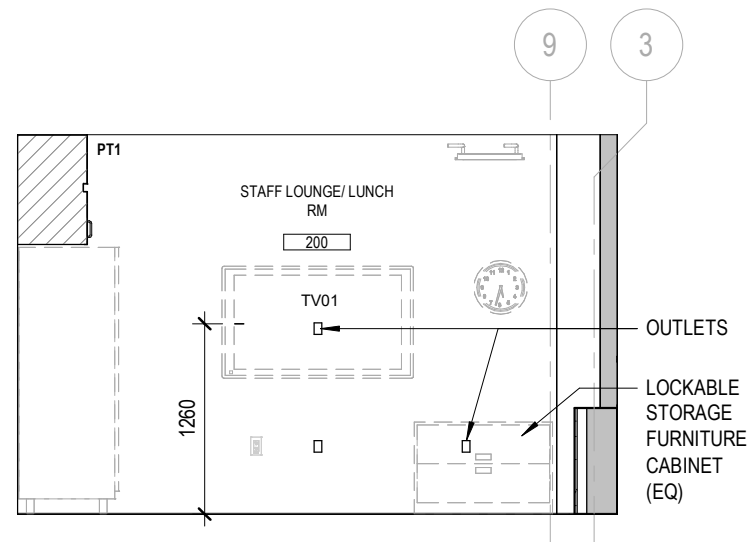 9
3
PT1
STAFF LOUNGE/ LUNCH
RM
200
TV01
OUTLETS
1260
LOCKABLE
STORAGE
FURNITURE
CABINET
(EQ)